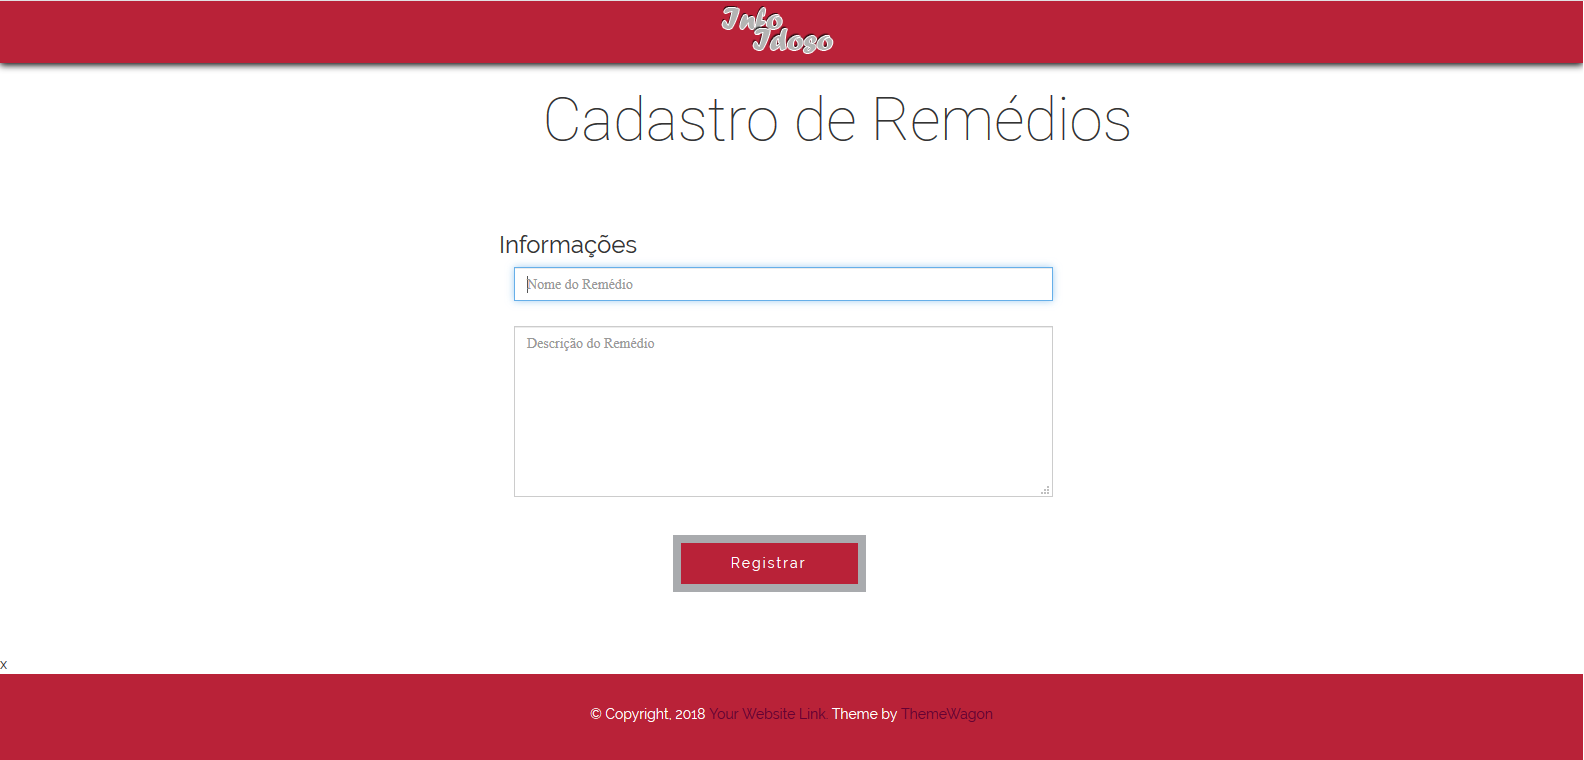 Info
Idoso
Cadastro de Remédios
Informações
Nome do Remédio
Descrição do Remédio
Registrar
x
© Copyright, 2018 Your Website Link. Theme by ThemeWagon